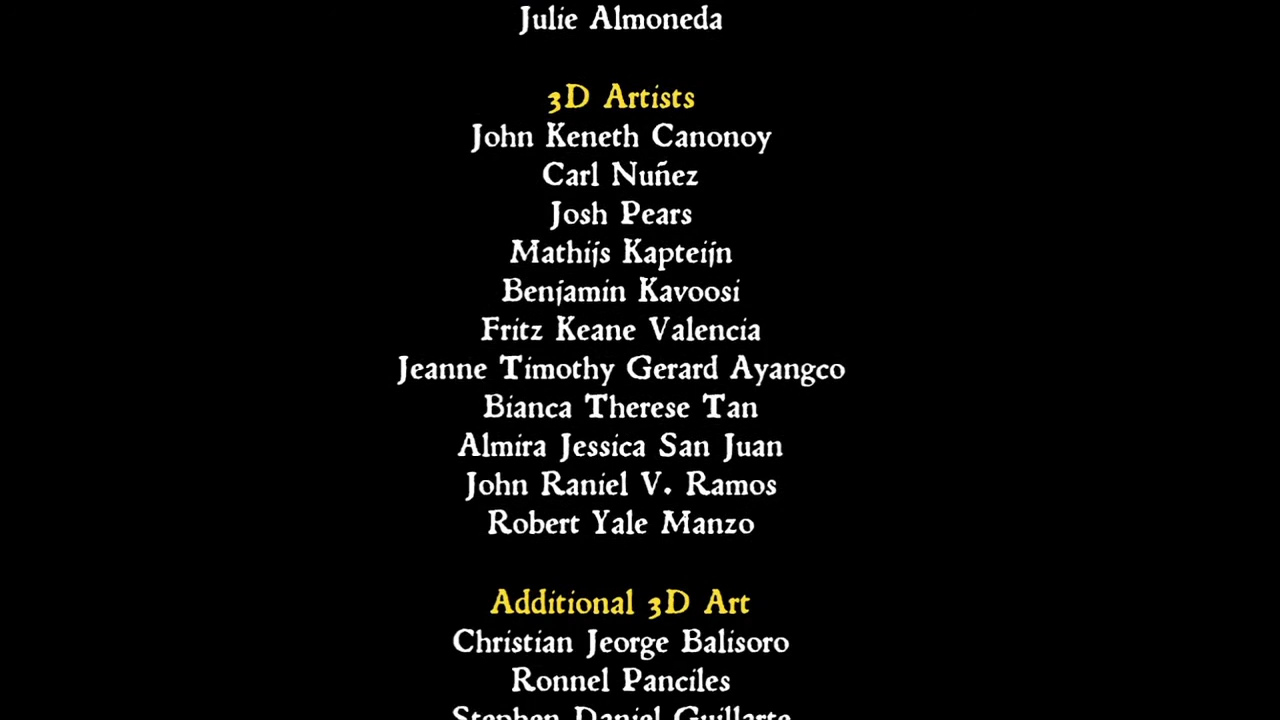 Julie Almoneda
3D Artists
John Keneth Canonoy
Carl Nuñez
Josh Pears
Mathijs Kapteijn
Benjamin Kavoosi
Fritz Keane Valencia
Jeanne Timothy Gerard Ayangco
Bianca Therese Tan
Almira Jessica San Juan
John Raniel V. Ramos
Robert Yale Manzo
Additional 3D Art
Christian Jeorge Balisoro
Ronnel Panciles
Stephen Daniel Guillarte